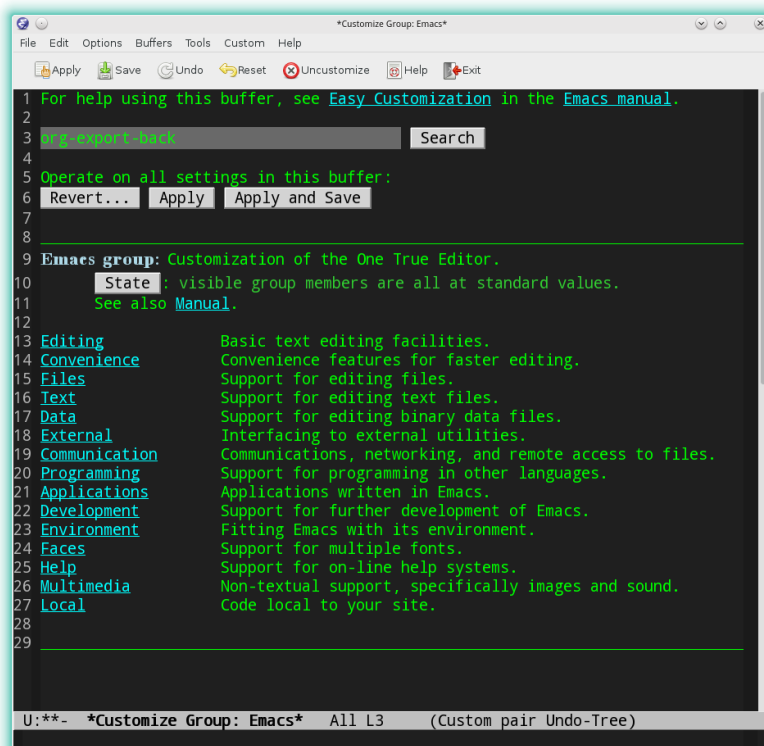 *Customize Group: Emacs*
File Edit Options Buffers Tools Custom Help
Apply Save Undo Reset Uncustomize Help Exit
1 For help using this buffer, see Easy Customization in the Emacs manual.
2
3 org-export-back Search
4
5 Operate on all settings in this buffer:
6 Revert... Apply Apply and Save
7
8
9 Emacs group: Customization of the One True Editor.
10 State : visible group members are all at standard values.
11 See also Manual.
12
13 Editing Basic text editing facilities.
14 Convenience Convenience features for faster editing.
15 Files Support for editing files.
16 Text Support for editing text files.
17 Data Support for editing binary data files.
18 External Interfacing to external utilities.
19 Communication Communications, networking, and remote access to files.
20 Programming Support for programming in other languages.
21 Applications Applications written in Emacs.
22 Development Support for further development of Emacs.
23 Environment Fitting Emacs with its environment.
24 Faces Support for multiple fonts.
25 Help Support for on-line help systems.
26 Multimedia Non-textual support, specifically images and sound.
27 Local Code local to your site.
28
29
U:**- *Customize Group: Emacs* All L3 (Custom pair Undo-Tree)